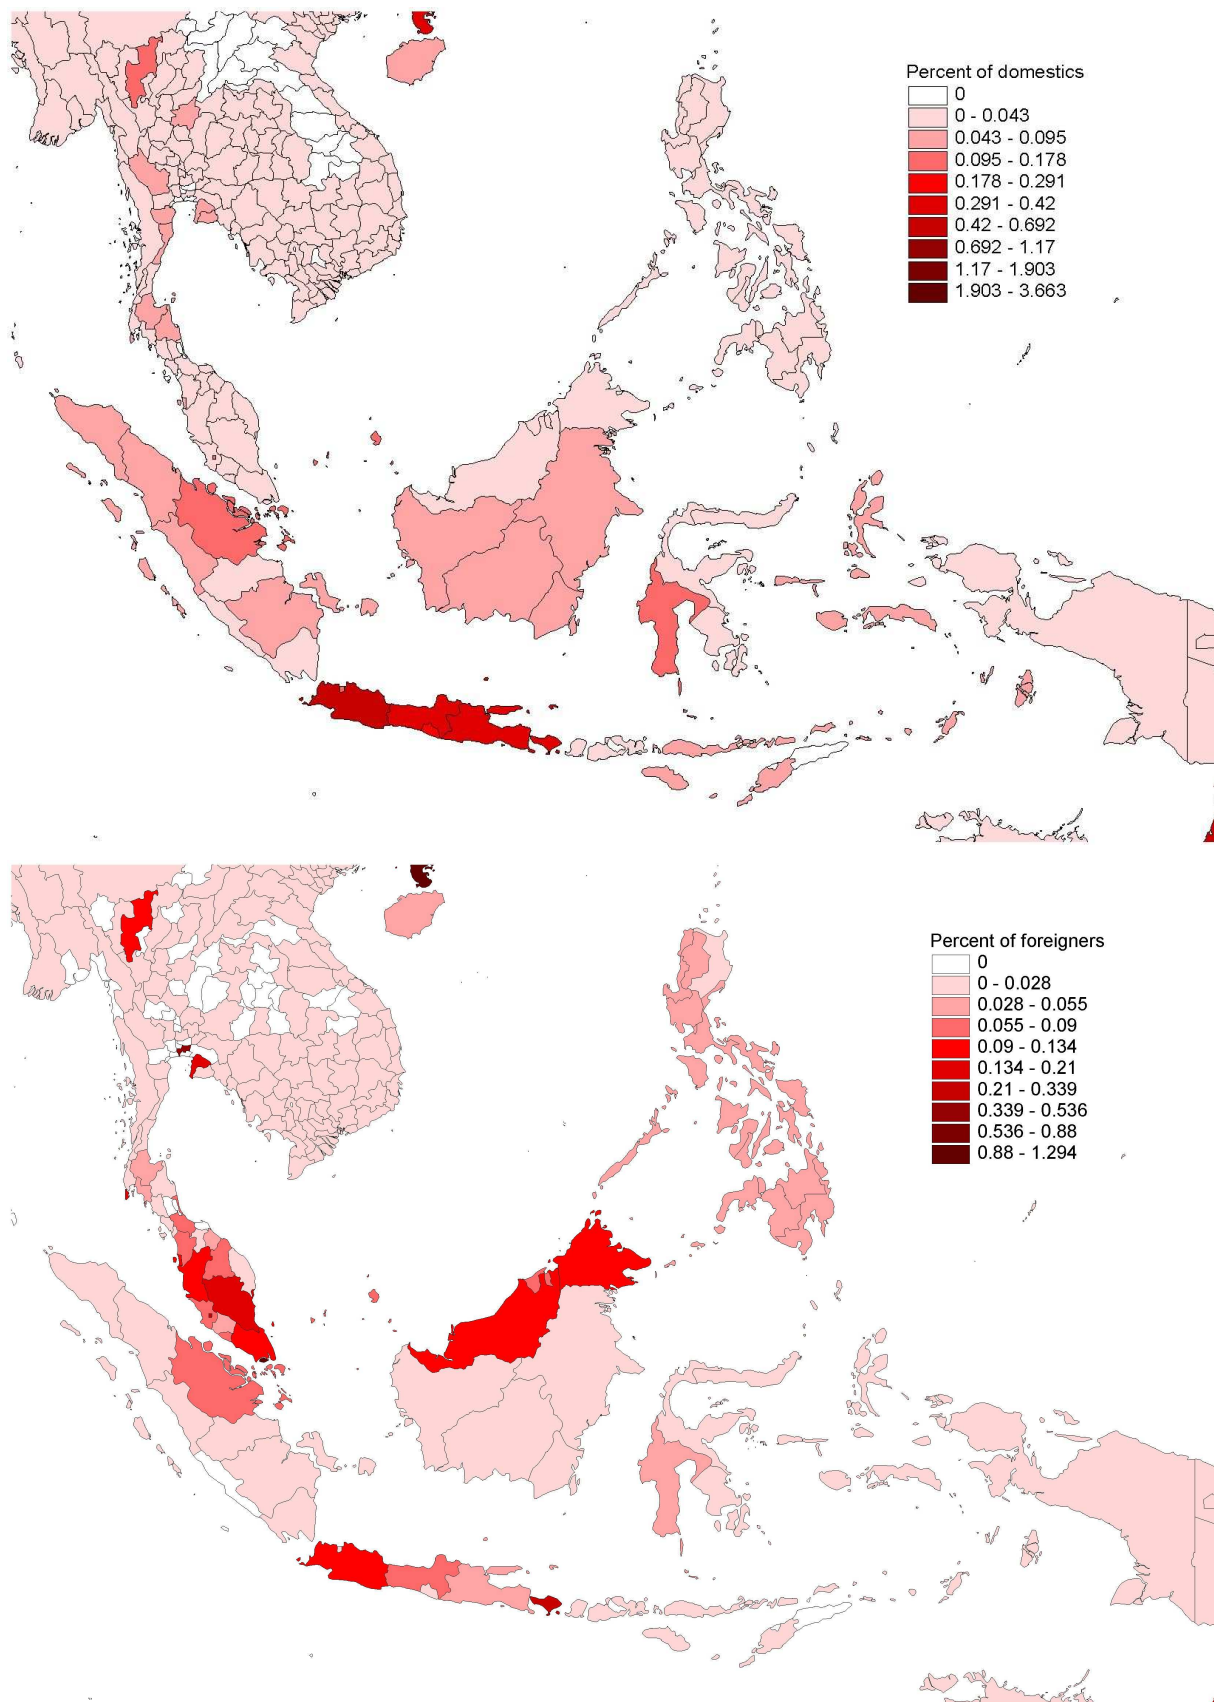 Percent of domestics
0
0 - 0.043
0.043 - 0.095
0.095 - 0.178
0.178 - 0.291
0.291 - 0.42
0.42 - 0.692
0.692 - 1.17
1.17 - 1.903
1.903 - 3.663
Percent of foreigners
0
0 - 0.028
0.028 - 0.055
0.055 - 0.09
0.09 - 0.134
0.134 - 0.21
0.21 - 0.339
0.339 - 0.536
0.536 - 0.88
0.88 - 1.294